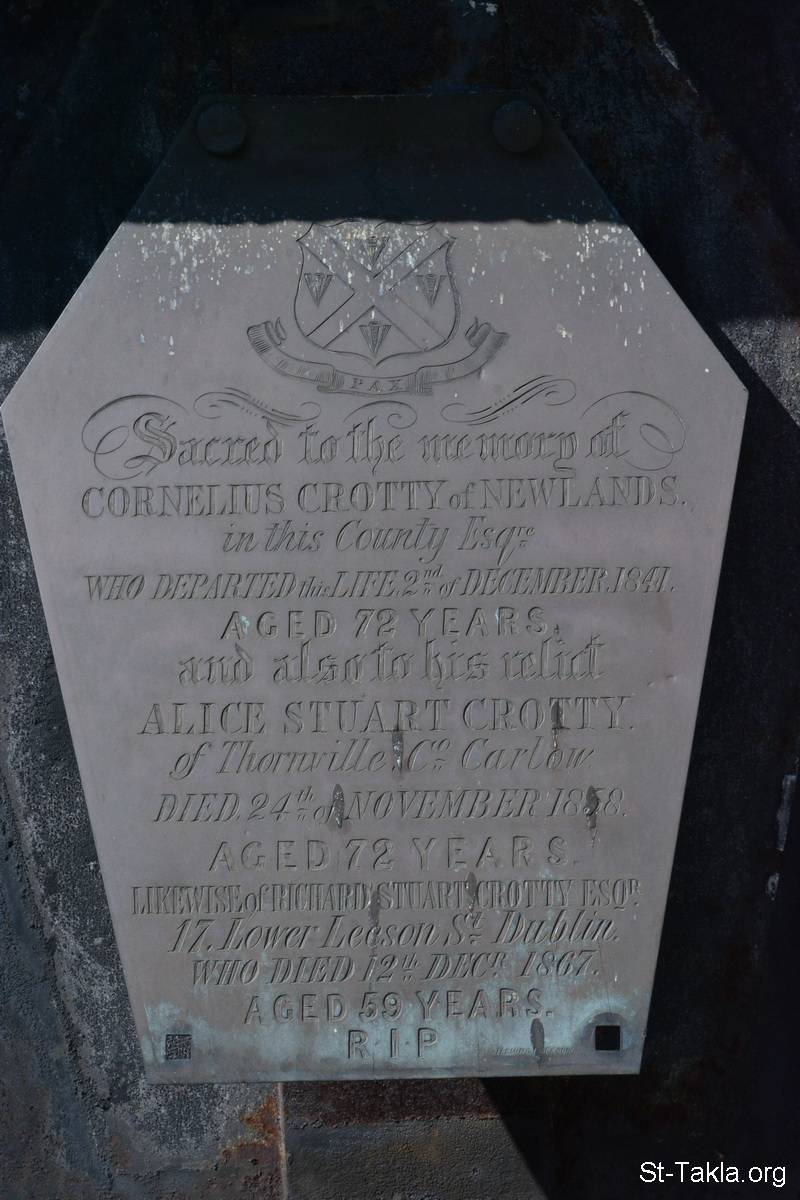 PAX
Sacred to the memory of
CORNELIUS CROTTY of NEWLANDS.
in this County Esqre
WHO DEPARTED this LIFE 2nd of DECEMBER 1841.
AGED 72 YEARS,
and also to his relict
ALICE STUART CROTTY.
of Thornville Co. Carlow
DIED. 24th of NOVEMBER 1858.
AGED 72 YEARS.
LIKEWISE of RICHARD STUART CROTTY ESQR.
17, Lower Leeson St. Dublin.
WHO DIED 12th DECR. 1867.
AGED 59 YEARS.
R·I·P
St-Takla.org